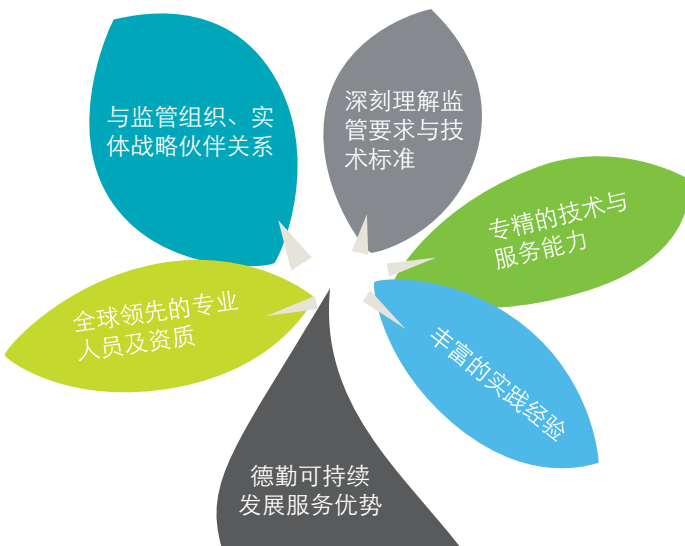 与监管组织、实
体战略伙伴关系
深刻理解监
管要求与技
术标准
专精的技术与
服务能力
全球领先的专业
人员及资质
丰富的实践经验
德勤可持续
发展服务优势